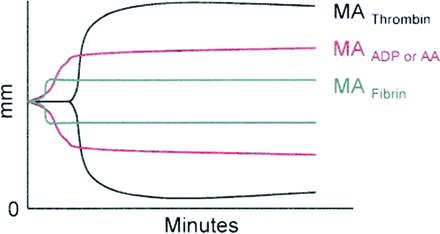 MA Thrombin
MA ADP or AA
MA Fibrin
mm
0
Minutes